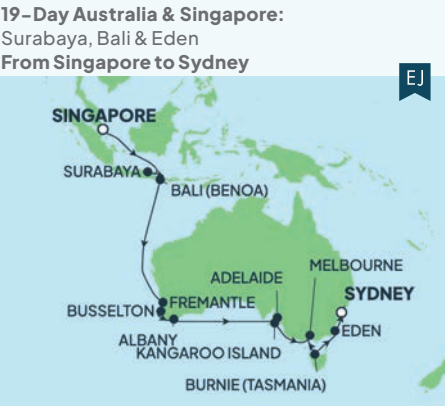 19-Day Australia & Singapore:
Surabaya, Bali & Eden
From Singapore to Sydney
EJ
SINGAPORE
SURABAYA
BALI (BENOA)
ADELAIDE
MELBOURNE
SYDNEY
FREMANTLE
BUSSELTON
EDEN
ALBANY
KANGAROO ISLAND
BURNIE (TASMANIA)